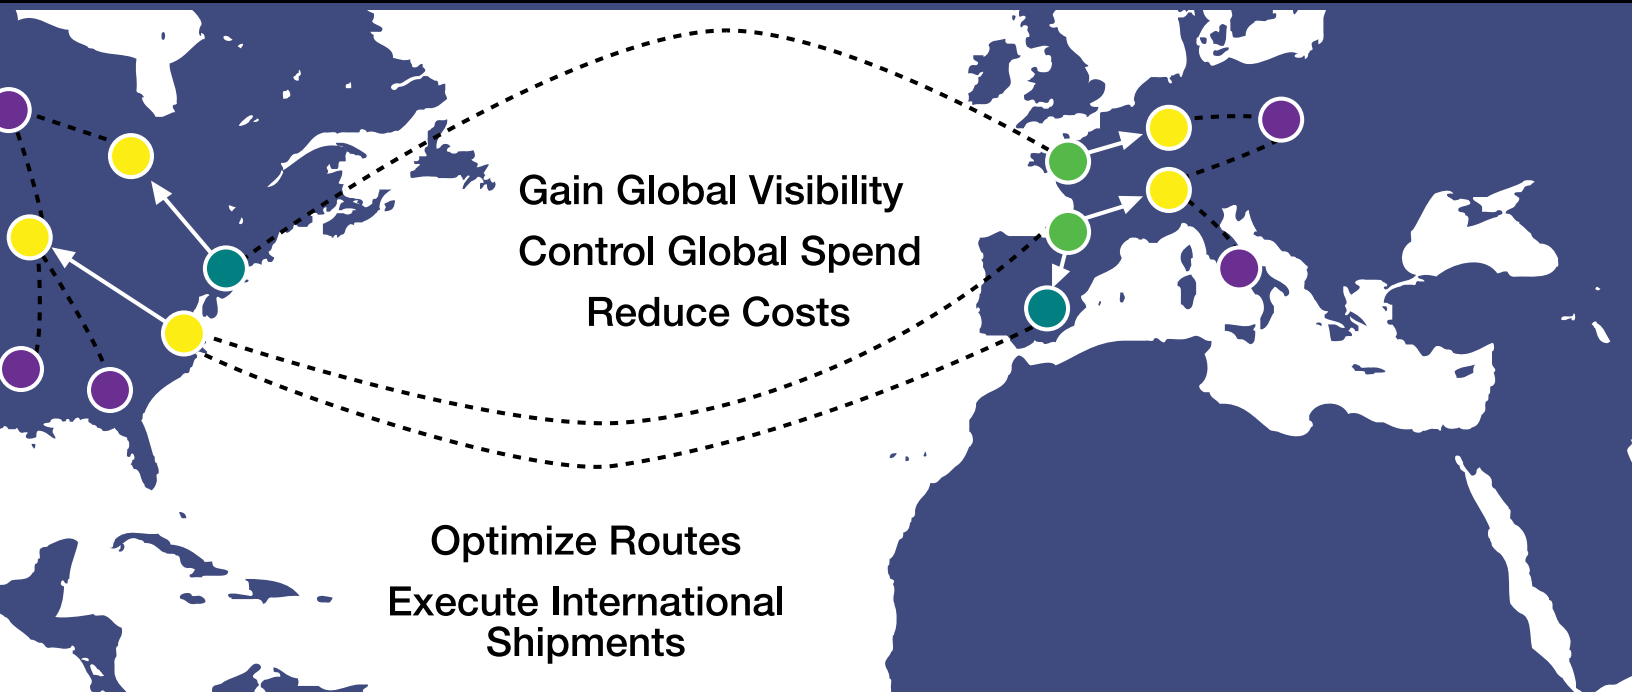 Gain Global Visibility
Control Global Spend
Reduce Costs
Optimize Routes
Execute International
Shipments